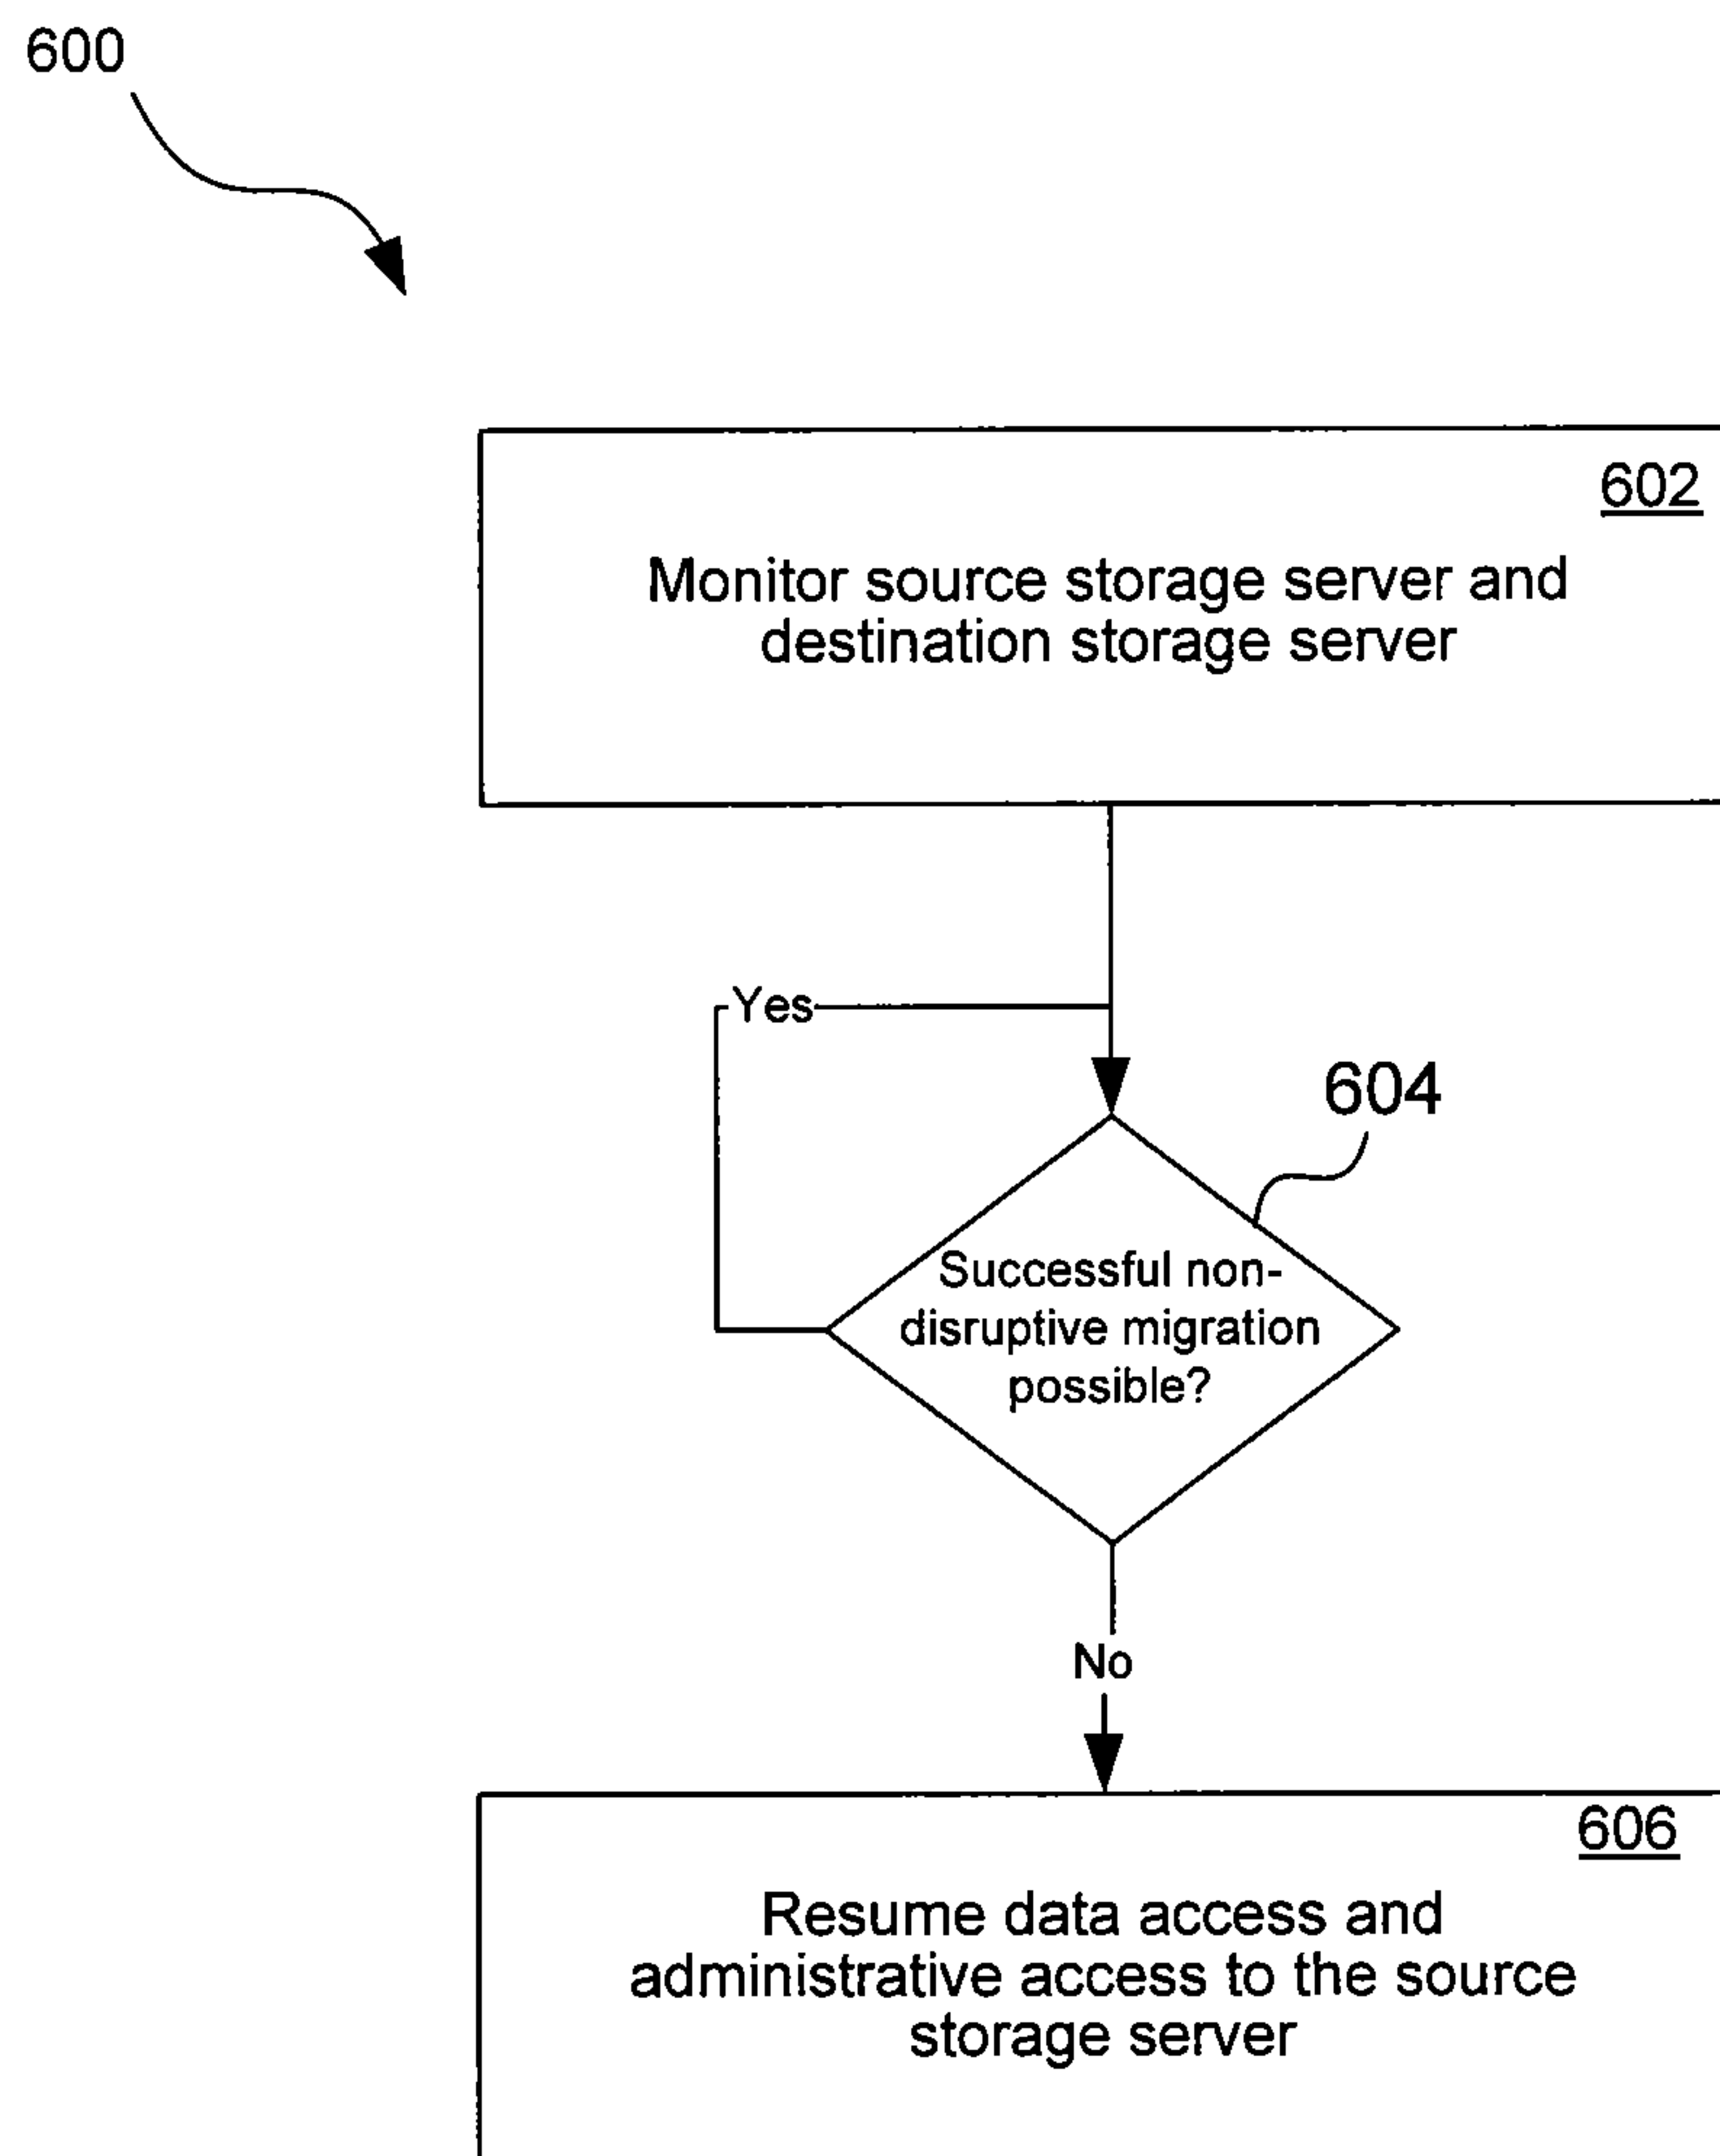 600
602
Monitor source storage server and
destination storage server
Yes
604
Successful non-
disruptive migration
possible?
No
606
Resume data access and
administrative access to the source
storage server